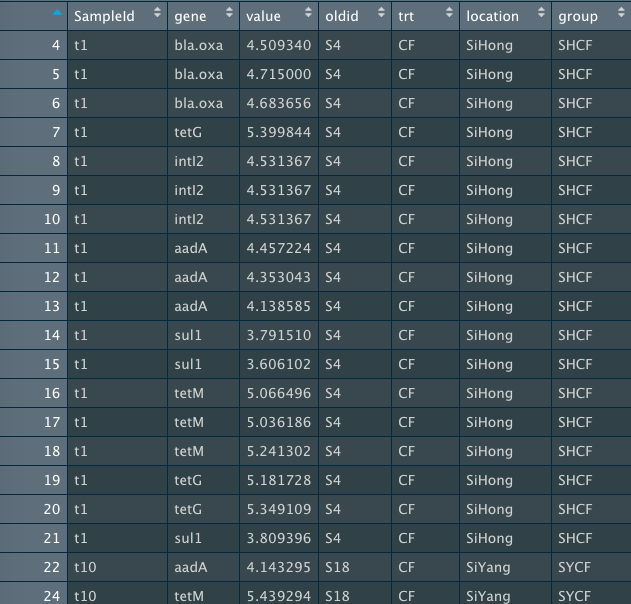 SampleId gene value oldid trt location group
4 t1 bla.oxa 4.509340 S4 CF SiHong SHCF
5 t1 bla.oxa 4.715000 S4 CF SiHong SHCF
6 t1 bla.oxa 4.683656 S4 CF SiHong SHCF
7 t1 tetG 5.399844 S4 CF SiHong SHCF
8 t1 intI2 4.531367 S4 CF SiHong SHCF
9 t1 intI2 4.531367 S4 CF SiHong SHCF
10 t1 intI2 4.531367 S4 CF SiHong SHCF
11 t1 aadA 4.457224 S4 CF SiHong SHCF
12 t1 aadA 4.353043 S4 CF SiHong SHCF
13 t1 aadA 4.138585 S4 CF SiHong SHCF
14 t1 sul1 3.791510 S4 CF SiHong SHCF
15 t1 sul1 3.606102 S4 CF SiHong SHCF
16 t1 tetM 5.066496 S4 CF SiHong SHCF
17 t1 tetM 5.036186 S4 CF SiHong SHCF
18 t1 tetM 5.241302 S4 CF SiHong SHCF
19 t1 tetG 5.181728 S4 CF SiHong SHCF
20 t1 tetG 5.349109 S4 CF SiHong SHCF
21 t1 sul1 3.809396 S4 CF SiHong SHCF
22 t10 aadA 4.143295 S18 CF SiYang SYCF
24 t10 tetM 5.439294 S18 CF SiYang SYCF